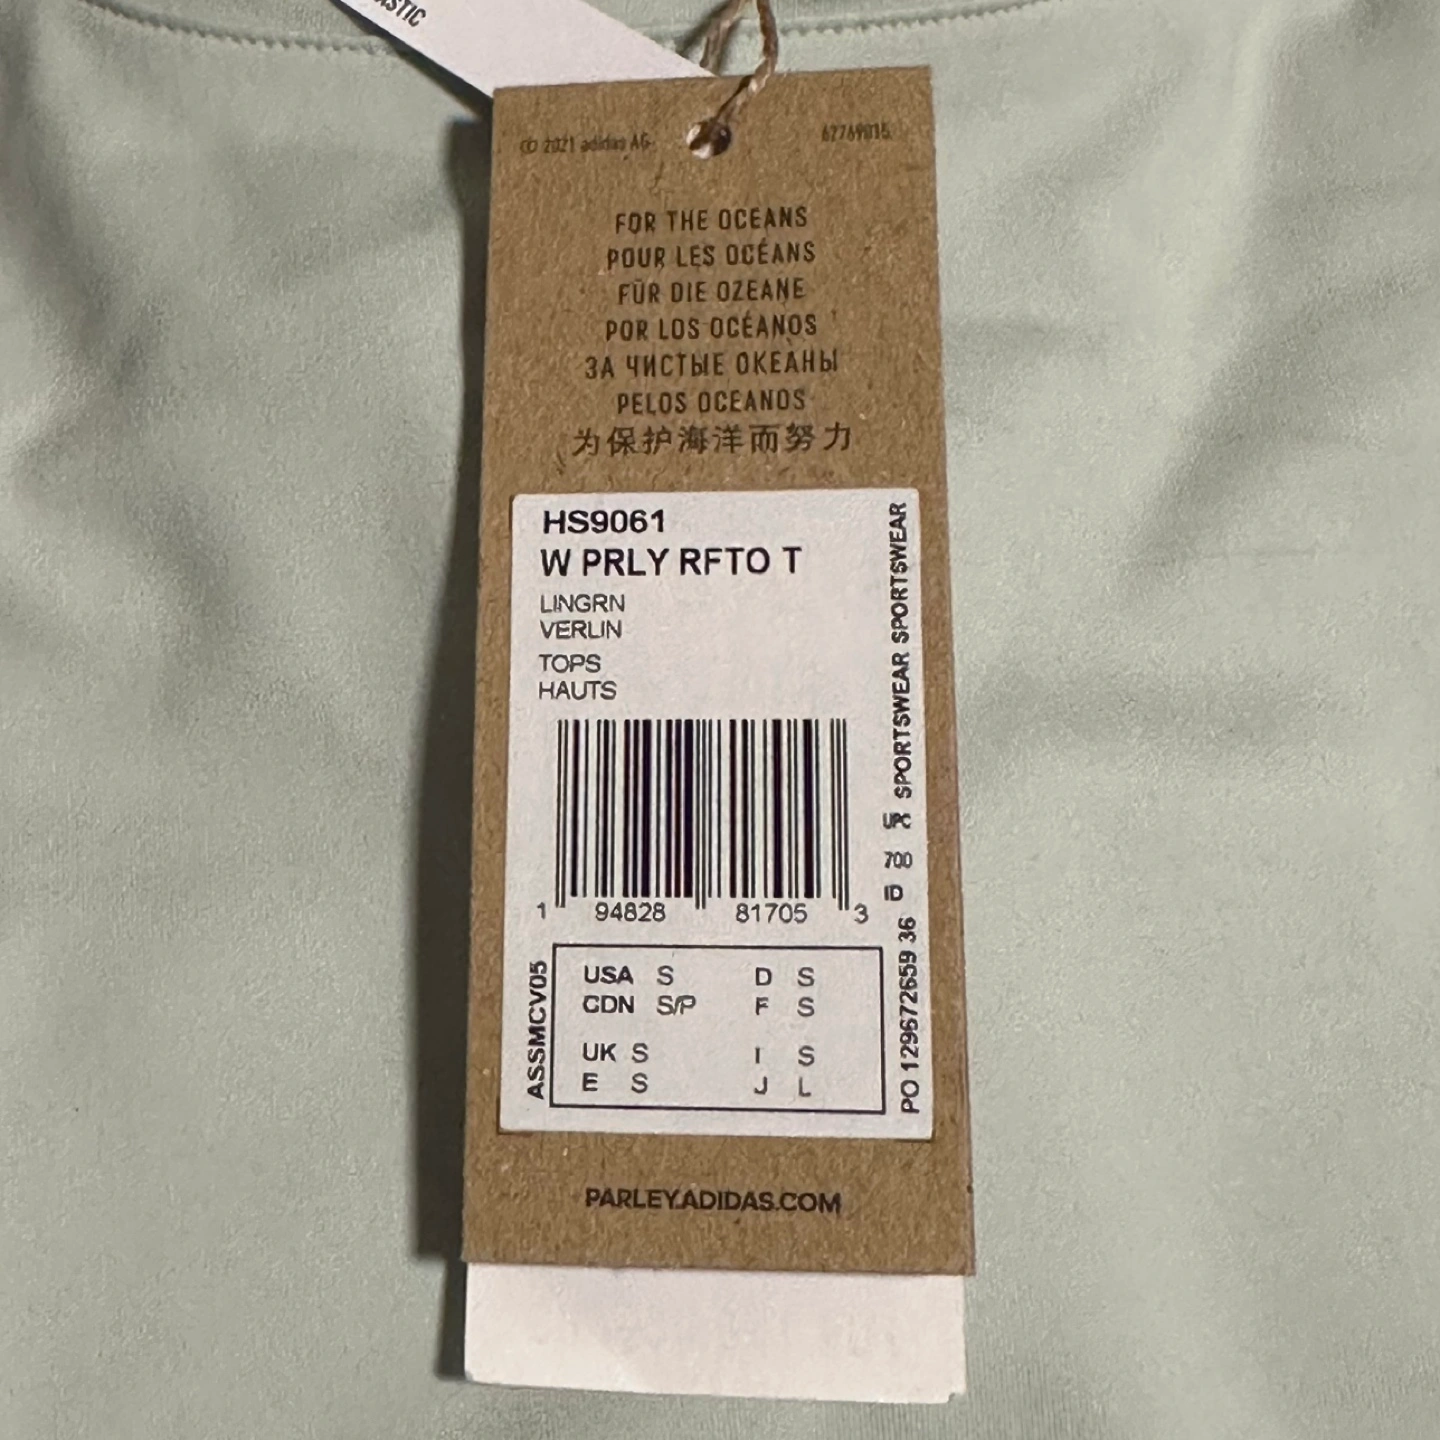 ASTIC
© 2021 adidas AG
62769015
FOR THE OCEANS
POUR LES OCÉANS
FÜR DIE OZEANE
POR LOS OCÉANOS
ЗА ЧИСТЫЕ ОКЕАНЫ
PELOS OCEANOS
为保护海洋而努力
HS9061
W PRLY RFTO T
LINGRN
VERLIN
TOPS
HAUTS
SPORTSWEAR SPORTSWEAR
UPC
700
ID
1 94828 81705 3
ASSMCV05
USA S D S
CDN S/P F S
UK S I S
E S J L
PO 129672659 36
PARLEY.ADIDAS.COM